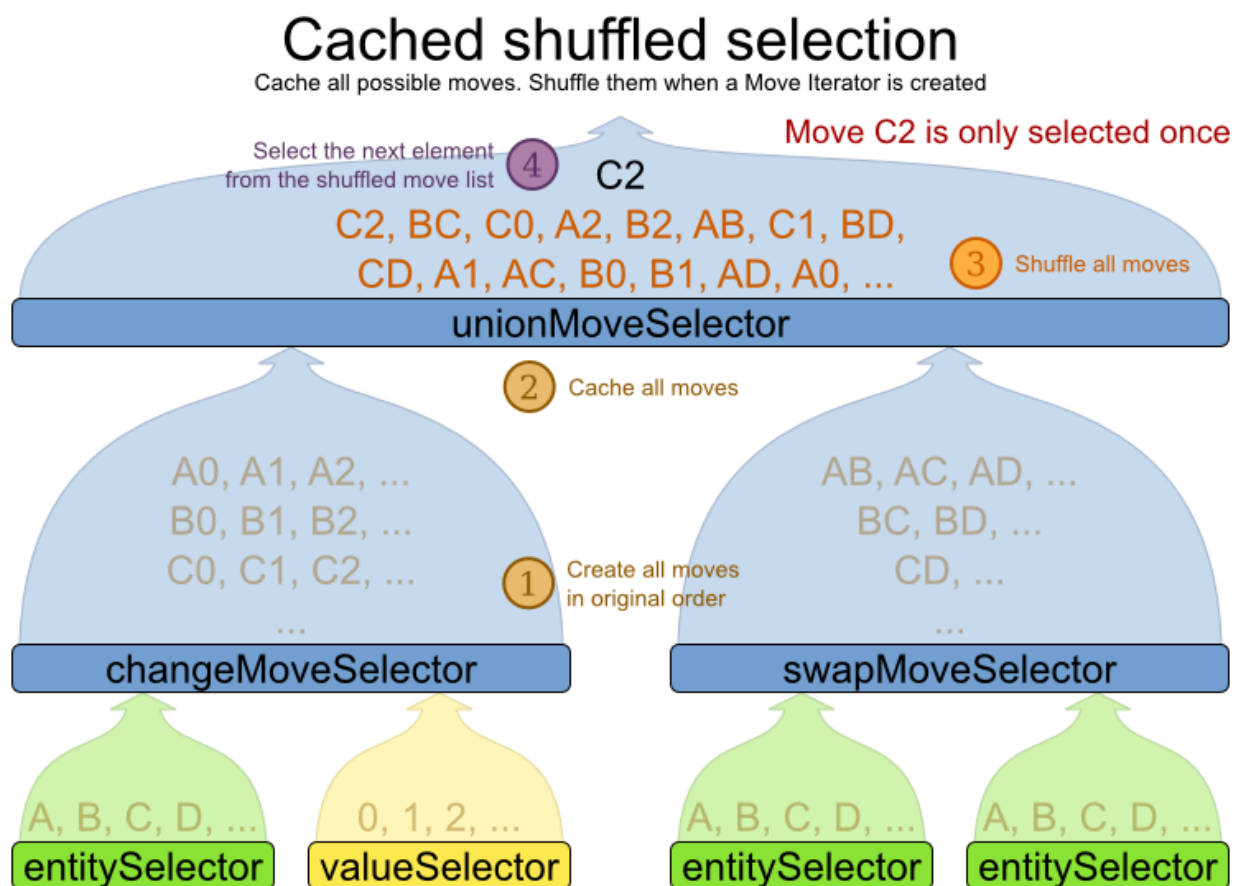 Cached shuffled selection
Cache all possible moves. Shuffle them when a Move Iterator is created
Move C2 is only selected once
Select the next element
from the shuffled move list
4
C2
C2, BC, C0, A2, B2, AB, C1, BD,
CD, A1, AC, B0, B1, AD, A0, ...
3
Shuffle all moves
unionMoveSelector
2
Cache all moves
A0, A1, A2, ...
B0, B1, B2, ...
C0, C1, C2, ...
...
AB, AC, AD, ...
BC, BD, ...
CD, ...
...
1
Create all moves
in original order
changeMoveSelector
swapMoveSelector
A, B, C, D, ...
0, 1, 2, ...
A, B, C, D, ...
A, B, C, D, ...
entitySelector
valueSelector
entitySelector
entitySelector